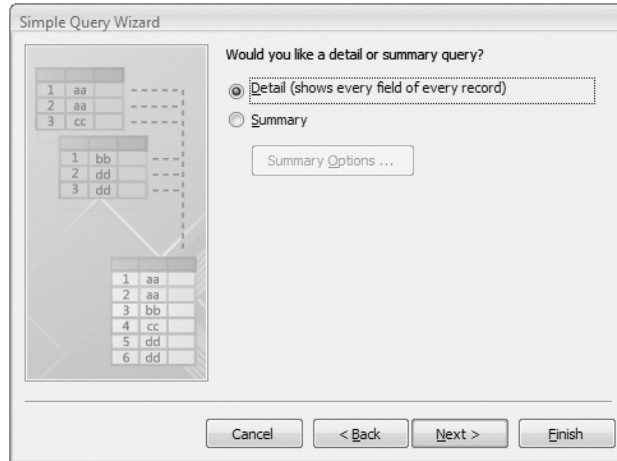 Simple Query Wizard
Would you like a detail or summary query?
Detail (shows every field of every record)
Summary
Summary Options ...
1 aa
2 aa
3 cc
1 bb
2 dd
3 dd
1 aa
2 aa
3 bb
4 cc
5 dd
6 dd
Cancel
< Back
Next >
Finish